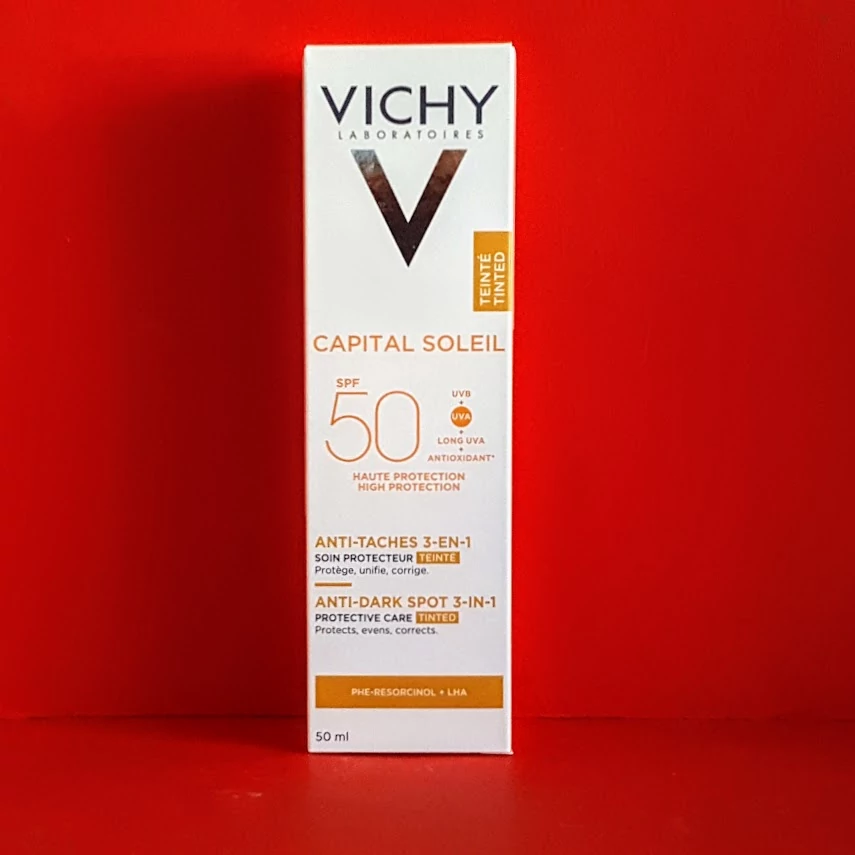 VICHY
LABORATOIRES
V
TEINTÉ
TINTED
CAPITAL SOLEIL
SPF
50
UVB
+
UVA
+
LONG UVA
+
ANTIOXIDANT*
HAUTE PROTECTION
HIGH PROTECTION
ANTI-TACHES 3-EN-1
SOIN PROTECTEUR TEINTÉ
Protège, unifie, corrige.
ANTI-DARK SPOT 3-IN-1
PROTECTIVE CARE TINTED
Protects, evens, corrects.
PHE-RESORCINOL + LHA
50 ml